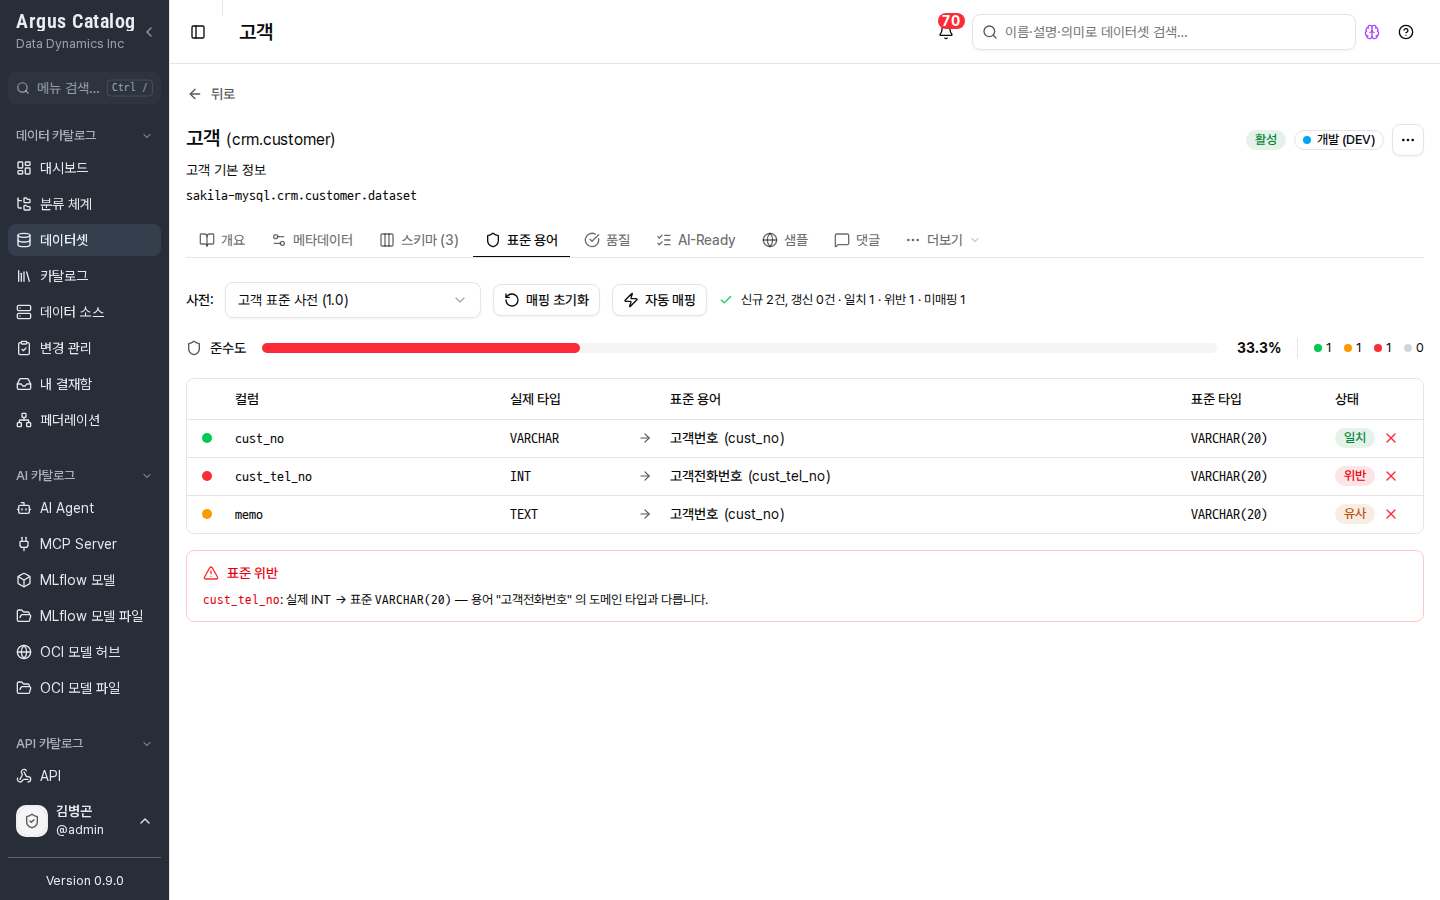 Argus Catalog
Data Dynamics Inc
메뉴 검색... Ctrl /
데이터 카탈로그
대시보드
분류 체계
데이터셋
카탈로그
데이터 소스
변경 관리
내 결재함
페더레이션
AI 카탈로그
AI Agent
MCP Server
MLflow 모델
MLflow 모델 파일
OCI 모델 허브
OCI 모델 파일
API 카탈로그
API
김병곤
@admin
Version 0.9.0
고객
70
이름·설명·의미로 데이터셋 검색...
뒤로
고객 (crm.customer)
활성 개발 (DEV)
고객 기본 정보
sakila-mysql.crm.customer.dataset
개요 메타데이터 스키마 (3) 표준 용어 품질 AI-Ready 샘플 댓글 더보기
사전: 고객 표준 사전 (1.0) 매핑 초기화 자동 매핑 신규 2건, 갱신 0건 · 일치 1 · 위반 1 · 미매핑 1
준수도 33.3% 1 1 1 0
컬럼 실제 타입 표준 용어 표준 타입 상태
cust_no VARCHAR → 고객번호 (cust_no) VARCHAR(20) 일치
cust_tel_no INT → 고객전화번호 (cust_tel_no) VARCHAR(20) 위반
memo TEXT → 고객번호 (cust_no) VARCHAR(20) 유사
표준 위반
cust_tel_no: 실제 INT → 표준 VARCHAR(20) — 용어 "고객전화번호" 의 도메인 타입과 다릅니다.